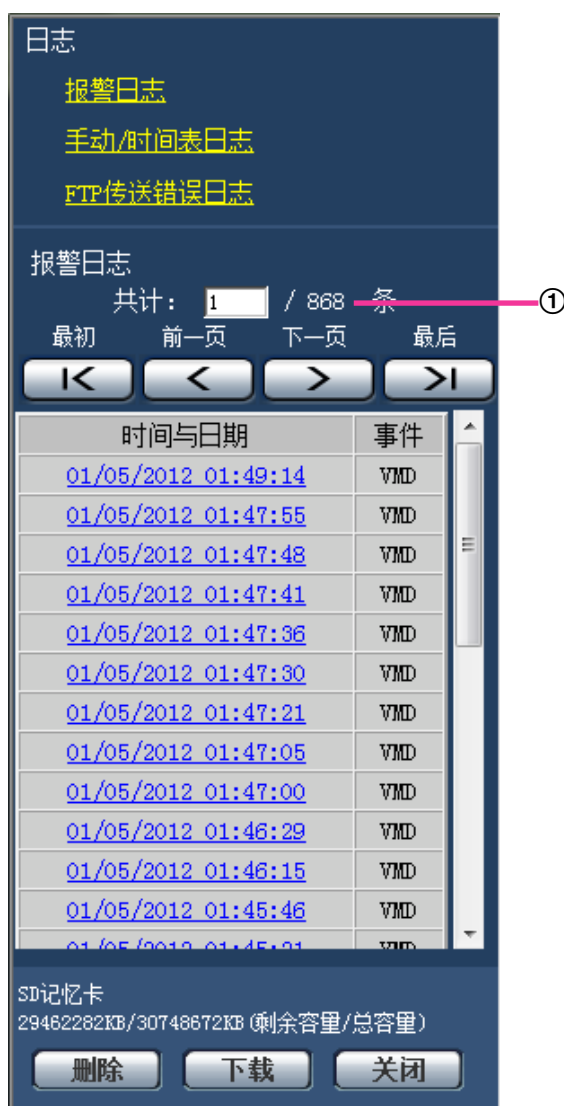 日志
报警日志
手动/时间表日志
FTP传送错误日志
报警日志
共计： 1 / 868 条 ①
最初 前一页 下一页 最后
时间与日期 事件
01/05/2012 01:49:14 VMD
01/05/2012 01:47:55 VMD
01/05/2012 01:47:48 VMD
01/05/2012 01:47:41 VMD
01/05/2012 01:47:36 VMD
01/05/2012 01:47:30 VMD
01/05/2012 01:47:21 VMD
01/05/2012 01:47:05 VMD
01/05/2012 01:47:00 VMD
01/05/2012 01:46:29 VMD
01/05/2012 01:46:15 VMD
01/05/2012 01:45:46 VMD
01/05/2012 01:45:21 VMD
SD记忆卡
29462282KB/30748672KB(剩余容量/总容量)
删除 下载 关闭